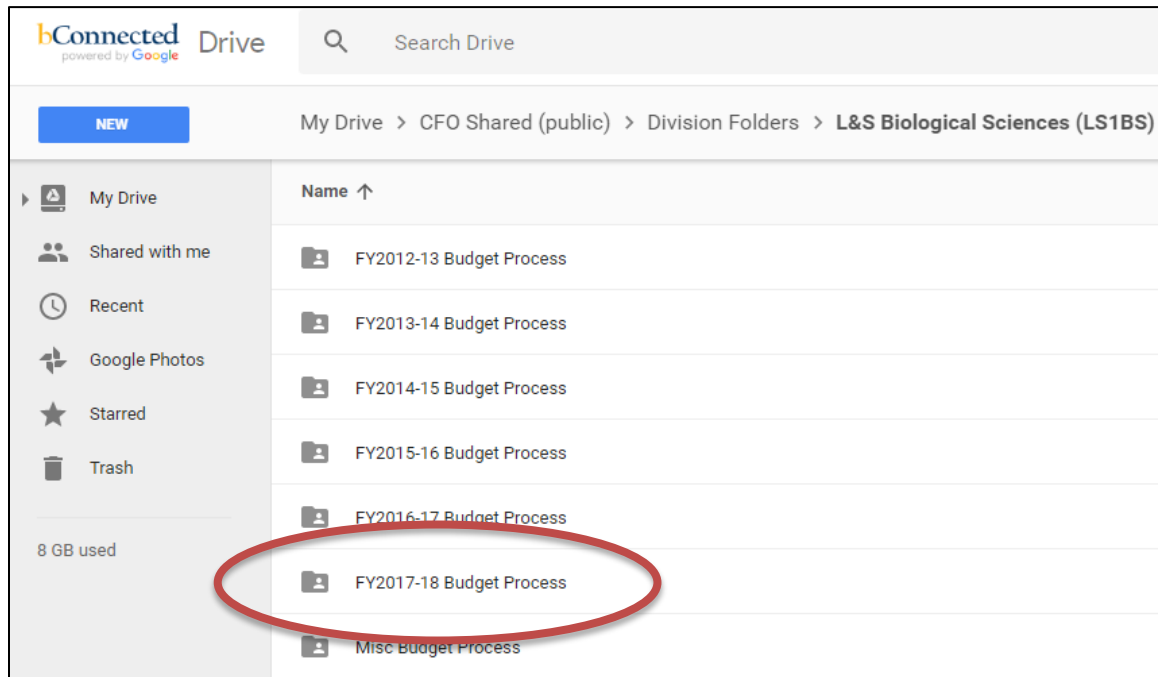 bConnected Drive
powered by Google
Search Drive
NEW
My Drive > CFO Shared (public) > Division Folders > L&S Biological Sciences (LS1BS)
My Drive
Shared with me
Recent
Google Photos
Starred
Trash
8 GB used
Name ↑
FY2012-13 Budget Process
FY2013-14 Budget Process
FY2014-15 Budget Process
FY2015-16 Budget Process
FY2016-17 Budget Process
FY2017-18 Budget Process
Misc Budget Process